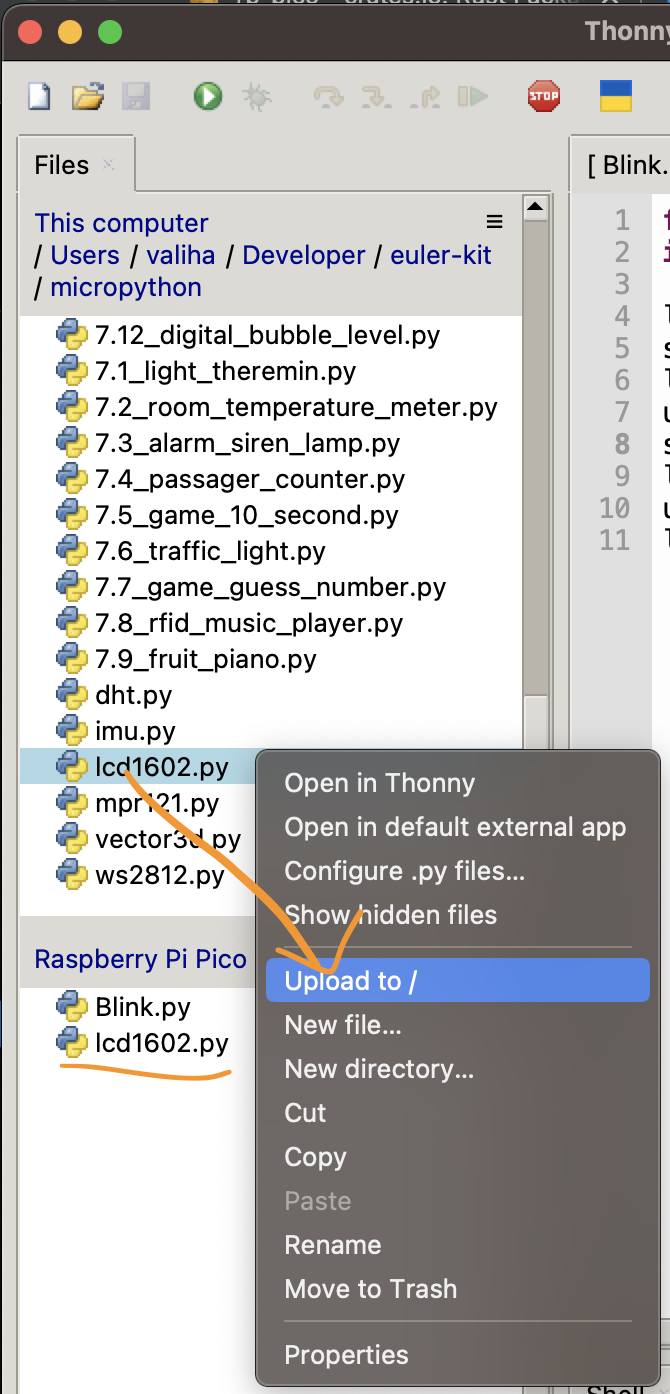 Thonny
STOP
Files
[ Blink.
This computer
/ Users / valiha / Developer / euler-kit
/ micropython
7.12_digital_bubble_level.py
7.1_light_theremin.py
7.2_room_temperature_meter.py
7.3_alarm_siren_lamp.py
7.4_passager_counter.py
7.5_game_10_second.py
7.6_traffic_light.py
7.7_game_guess_number.py
7.8_rfid_music_player.py
7.9_fruit_piano.py
dht.py
imu.py
lcd1602.py
mpr121.py
vector3d.py
ws2812.py
Raspberry Pi Pico
Blink.py
lcd1602.py
Open in Thonny
Open in default external app
Configure .py files...
Show hidden files
Upload to /
New file...
New directory...
Cut
Copy
Paste
Rename
Move to Trash
Properties
1
2
3
4
5
6
7
8
9
10
11
Shell